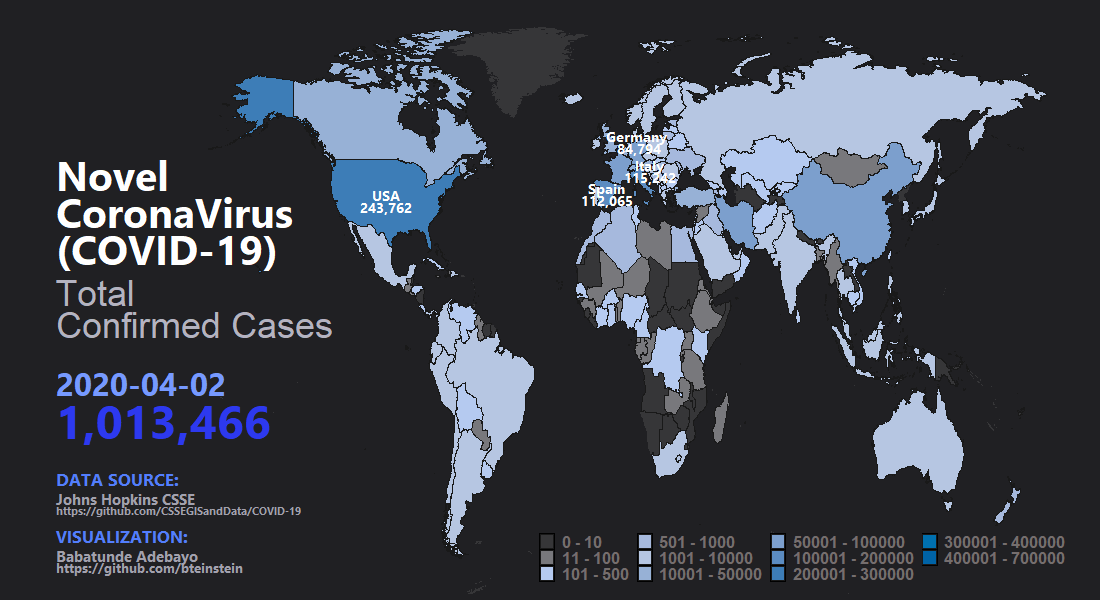 Novel
CoronaVirus
(COVID-19)
Total
Confirmed Cases
2020-04-02
1,013,466
DATA SOURCE:
Johns Hopkins CSSE
https://github.com/CSSEGISandData/COVID-19
VISUALIZATION:
Babatunde Adebayo
https://github.com/bteinstein
USA
243,762
Germany
84,794
Italy
115,242
Spain
112,065
0 - 10
11 - 100
101 - 500
501 - 1000
1001 - 10000
10001 - 50000
50001 - 100000
100001 - 200000
200001 - 300000
300001 - 400000
400001 - 700000